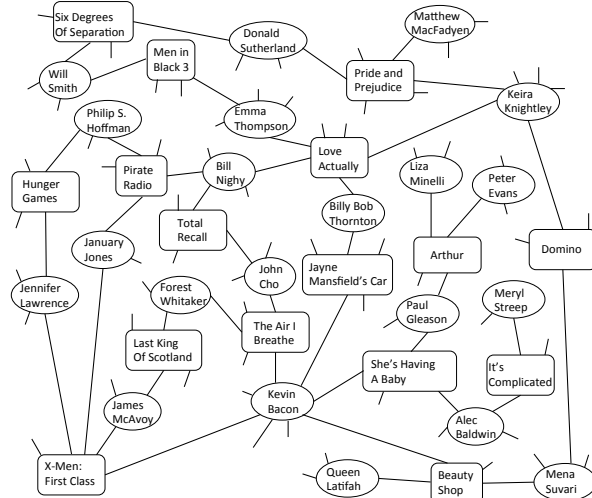 Six Degrees
Of Separation
Donald
Sutherland
Matthew
MacFadyen
Men in
Black 3
Will
Smith
Pride and
Prejudice
Keira
Knightley
Philip S.
Hoffman
Emma
Thompson
Love
Actually
Hunger
Games
Pirate
Radio
Bill
Nighy
Liza
Minelli
Peter
Evans
Billy Bob
Thornton
Total
Recall
January
Jones
Arthur
Domino
Jennifer
Lawrence
Forest
Whitaker
John
Cho
Jayne
Mansfield's Car
Meryl
Streep
Paul
Gleason
Last King
Of Scotland
The Air I
Breathe
She's Having
A Baby
It's
Complicated
James
McAvoy
Kevin
Bacon
Alec
Baldwin
X-Men:
First Class
Queen
Latifah
Beauty
Shop
Mena
Suvari